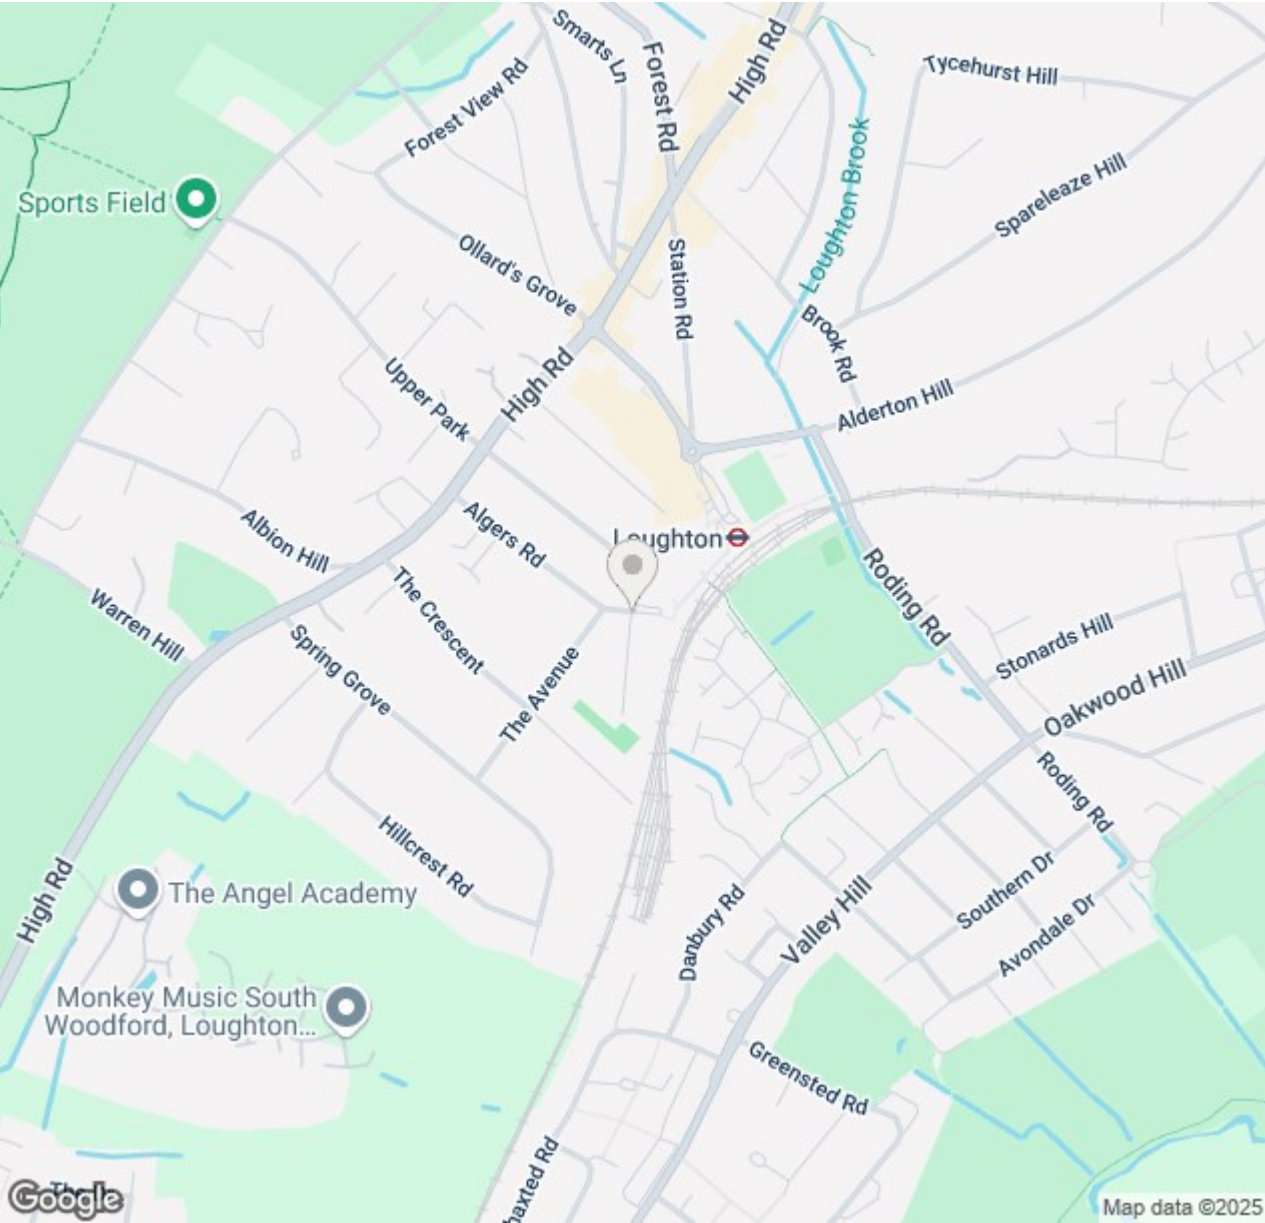 Smarts Ln
Forest Rd
High Rd
Tycehurst Hill
Forest View Rd
Loughton Brook
Spareleaze Hill
Sports Field
Ollard's Grove
Station Rd
Brook Rd
High Rd
Upper Park
Alderton Hill
Algers Rd
Loughton
Albion Hill
Roding Rd
The Crescent
Warren Hill
Spring Grove
The Avenue
Stonards Hill
Oakwood Hill
Roding Rd
Hillcrest Rd
Southern Dr
The Angel Academy
High Rd
Danbury Rd
Valley Hill
Avondale Dr
Monkey Music South
Woodford, Loughton...
Greensted Rd
haxted Rd
Google
Map data ©2025